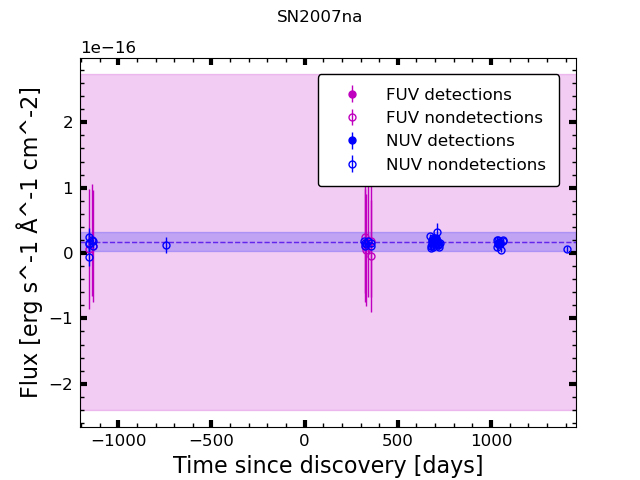 SN2007na
1e−16
FUV detections
FUV nondetections
NUV detections
NUV nondetections
2
1
0
−1
−2
Flux [erg s^-1 Å^-1 cm^-2]
−1000
−500
0
500
1000
Time since discovery [days]